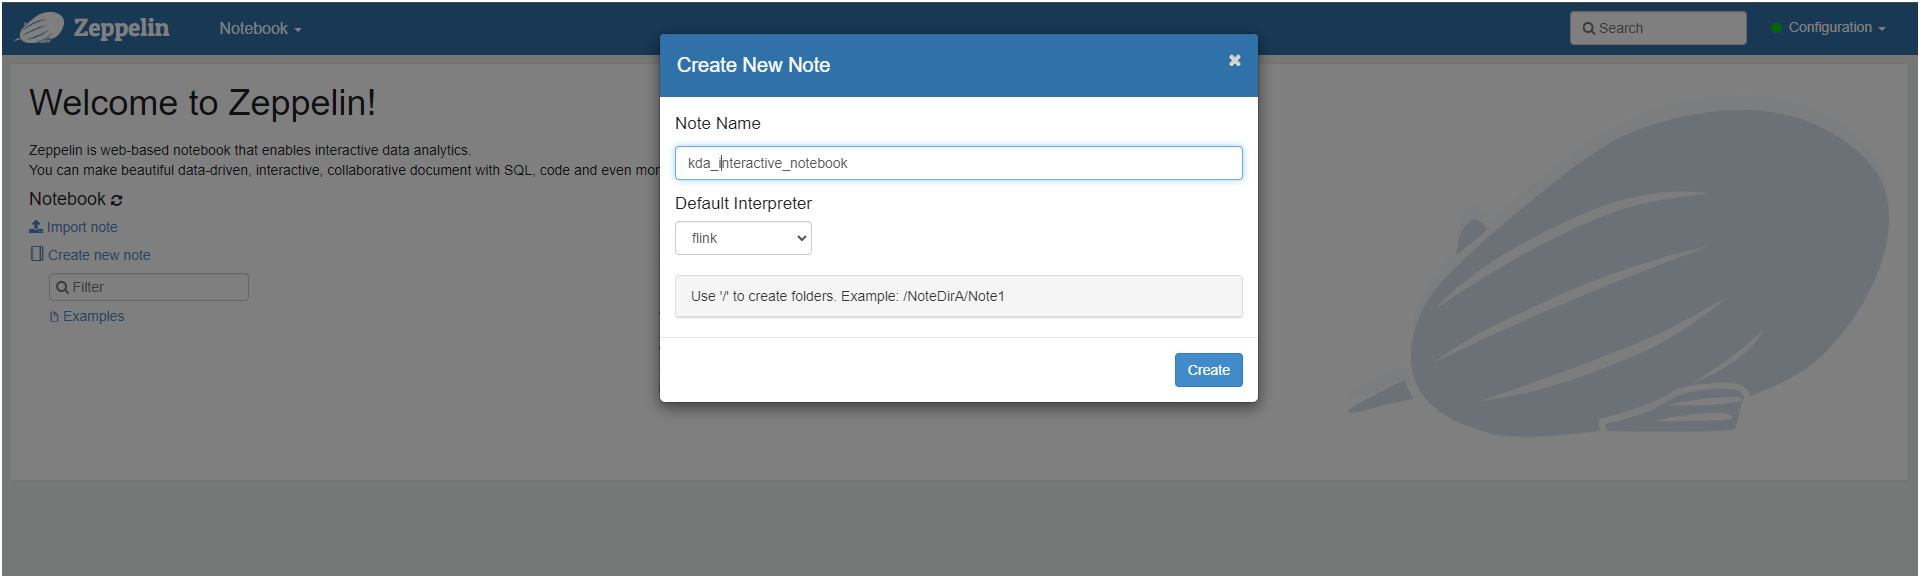 Zeppelin
Notebook
Search
Configuration
Create New Note
Welcome to Zeppelin!
Note Name
Zeppelin is web-based notebook that enables interactive data analytics.
You can make beautiful data-driven, interactive, collaborative document with SQL, code and even mor
kda_interactive_notebook
Notebook
Default Interpreter
Import note
flink
Create new note
Filter
Use '/' to create folders. Example: /NoteDirA/Note1
Examples
Create